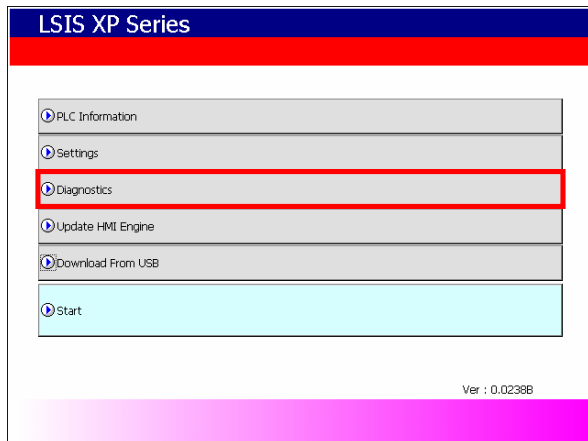 LSIS XP Series
PLC Information
Settings
Diagnostics
Update HMI Engine
Download From USB
Start
Ver : 0.0238B